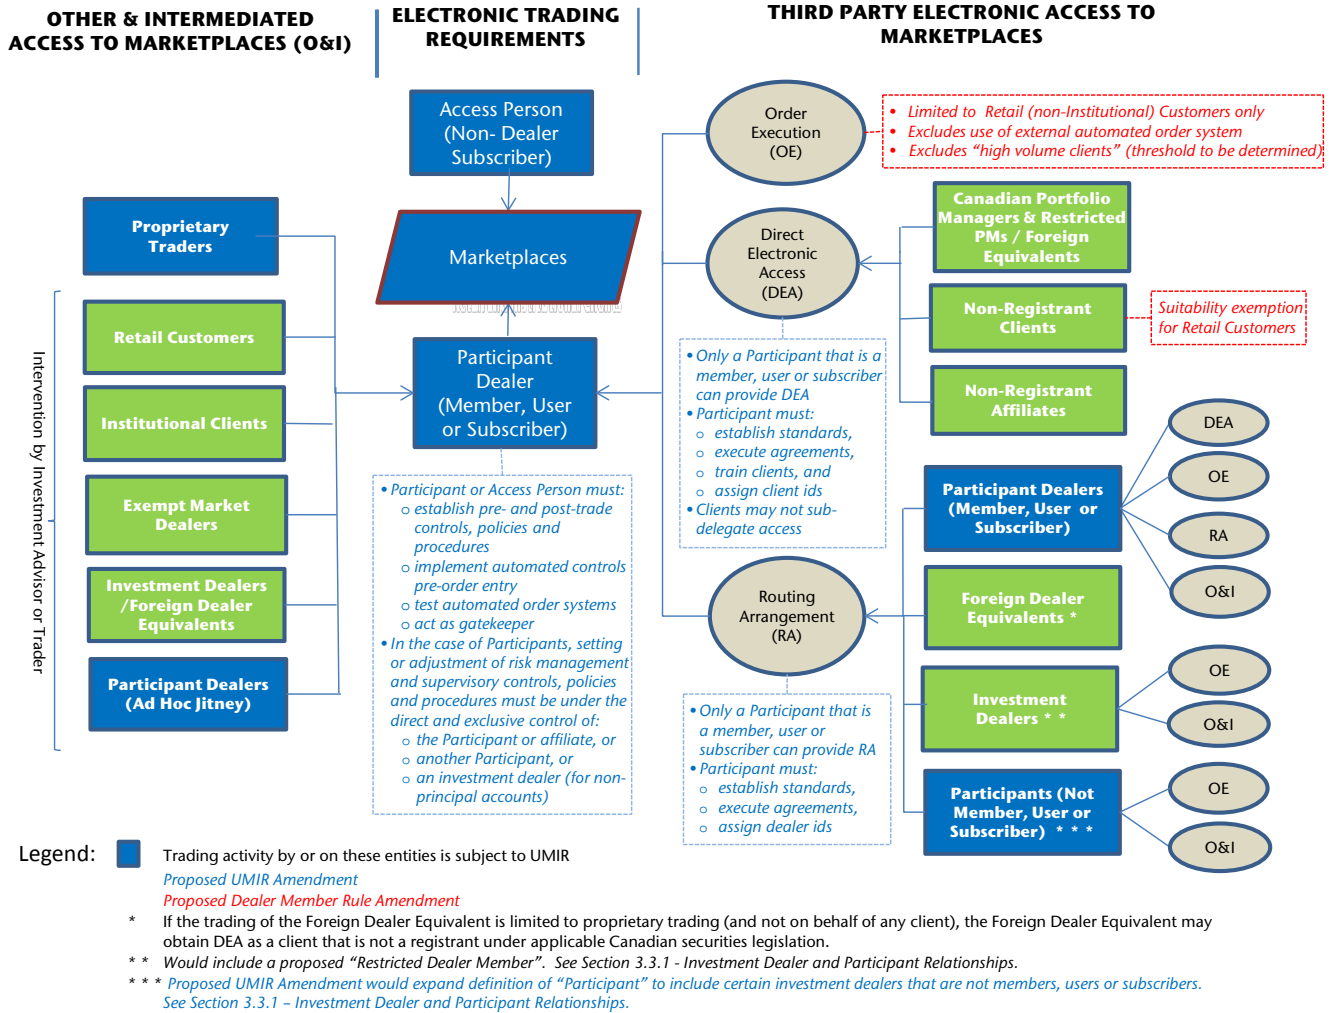 OTHER & INTERMEDIATED
ACCESS TO MARKETPLACES (O&I)
ELECTRONIC TRADING
REQUIREMENTS
THIRD PARTY ELECTRONIC ACCESS TO
MARKETPLACES
Access Person
(Non- Dealer
Subscriber)
Marketplaces
Participant
Dealer
(Member, User
or Subscriber)
Proprietary
Traders
Retail Customers
Institutional Clients
Exempt Market
Dealers
Investment Dealers
/Foreign Dealer
Equivalents
Participant Dealers
(Ad Hoc Jitney)
Intervention by Investment Advisor or Trader
• Participant or Access Person must:
o establish pre- and post-trade
controls, policies and
procedures
o implement automated controls
pre-order entry
o test automated order systems
o act as gatekeeper
• In the case of Participants, setting
or adjustment of risk management
and supervisory controls, policies
and procedures must be under the
direct and exclusive control of:
o the Participant or affiliate, or
o another Participant, or
o an investment dealer (for non-
principal accounts)
Order
Execution
(OE)
• Limited to Retail (non-Institutional) Customers only
• Excludes use of external automated order system
• Excludes “high volume clients” (threshold to be determined)
Direct
Electronic
Access
(DEA)
Canadian Portfolio
Managers & Restricted
PMs / Foreign
Equivalents
Non-Registrant
Clients
Suitability exemption
for Retail Customers
Non-Registrant
Affiliates
• Only a Participant that is a
member, user or subscriber
can provide DEA
• Participant must:
o establish standards,
o execute agreements,
o train clients, and
o assign client ids
• Clients may not sub-
delegate access
Routing
Arrangement
(RA)
• Only a Participant that is
a member, user or
subscriber can provide RA
• Participant must:
o establish standards,
o execute agreements,
o assign dealer ids
Participant Dealers
(Member, User or
Subscriber)
DEA
OE
RA
O&I
Foreign Dealer
Equivalents *
Investment
Dealers * *
OE
O&I
Participants (Not
Member, User or
Subscriber) * * *
OE
O&I
Legend:
Trading activity by or on these entities is subject to UMIR
Proposed UMIR Amendment
Proposed Dealer Member Rule Amendment
* If the trading of the Foreign Dealer Equivalent is limited to proprietary trading (and not on behalf of any client), the Foreign Dealer Equivalent may
obtain DEA as a client that is not a registrant under applicable Canadian securities legislation.
* * Would include a proposed “Restricted Dealer Member”. See Section 3.3.1 - Investment Dealer and Participant Relationships.
* * * Proposed UMIR Amendment would expand definition of “Participant” to include certain investment dealers that are not members, users or subscribers.
See Section 3.3.1 – Investment Dealer and Participant Relationships.